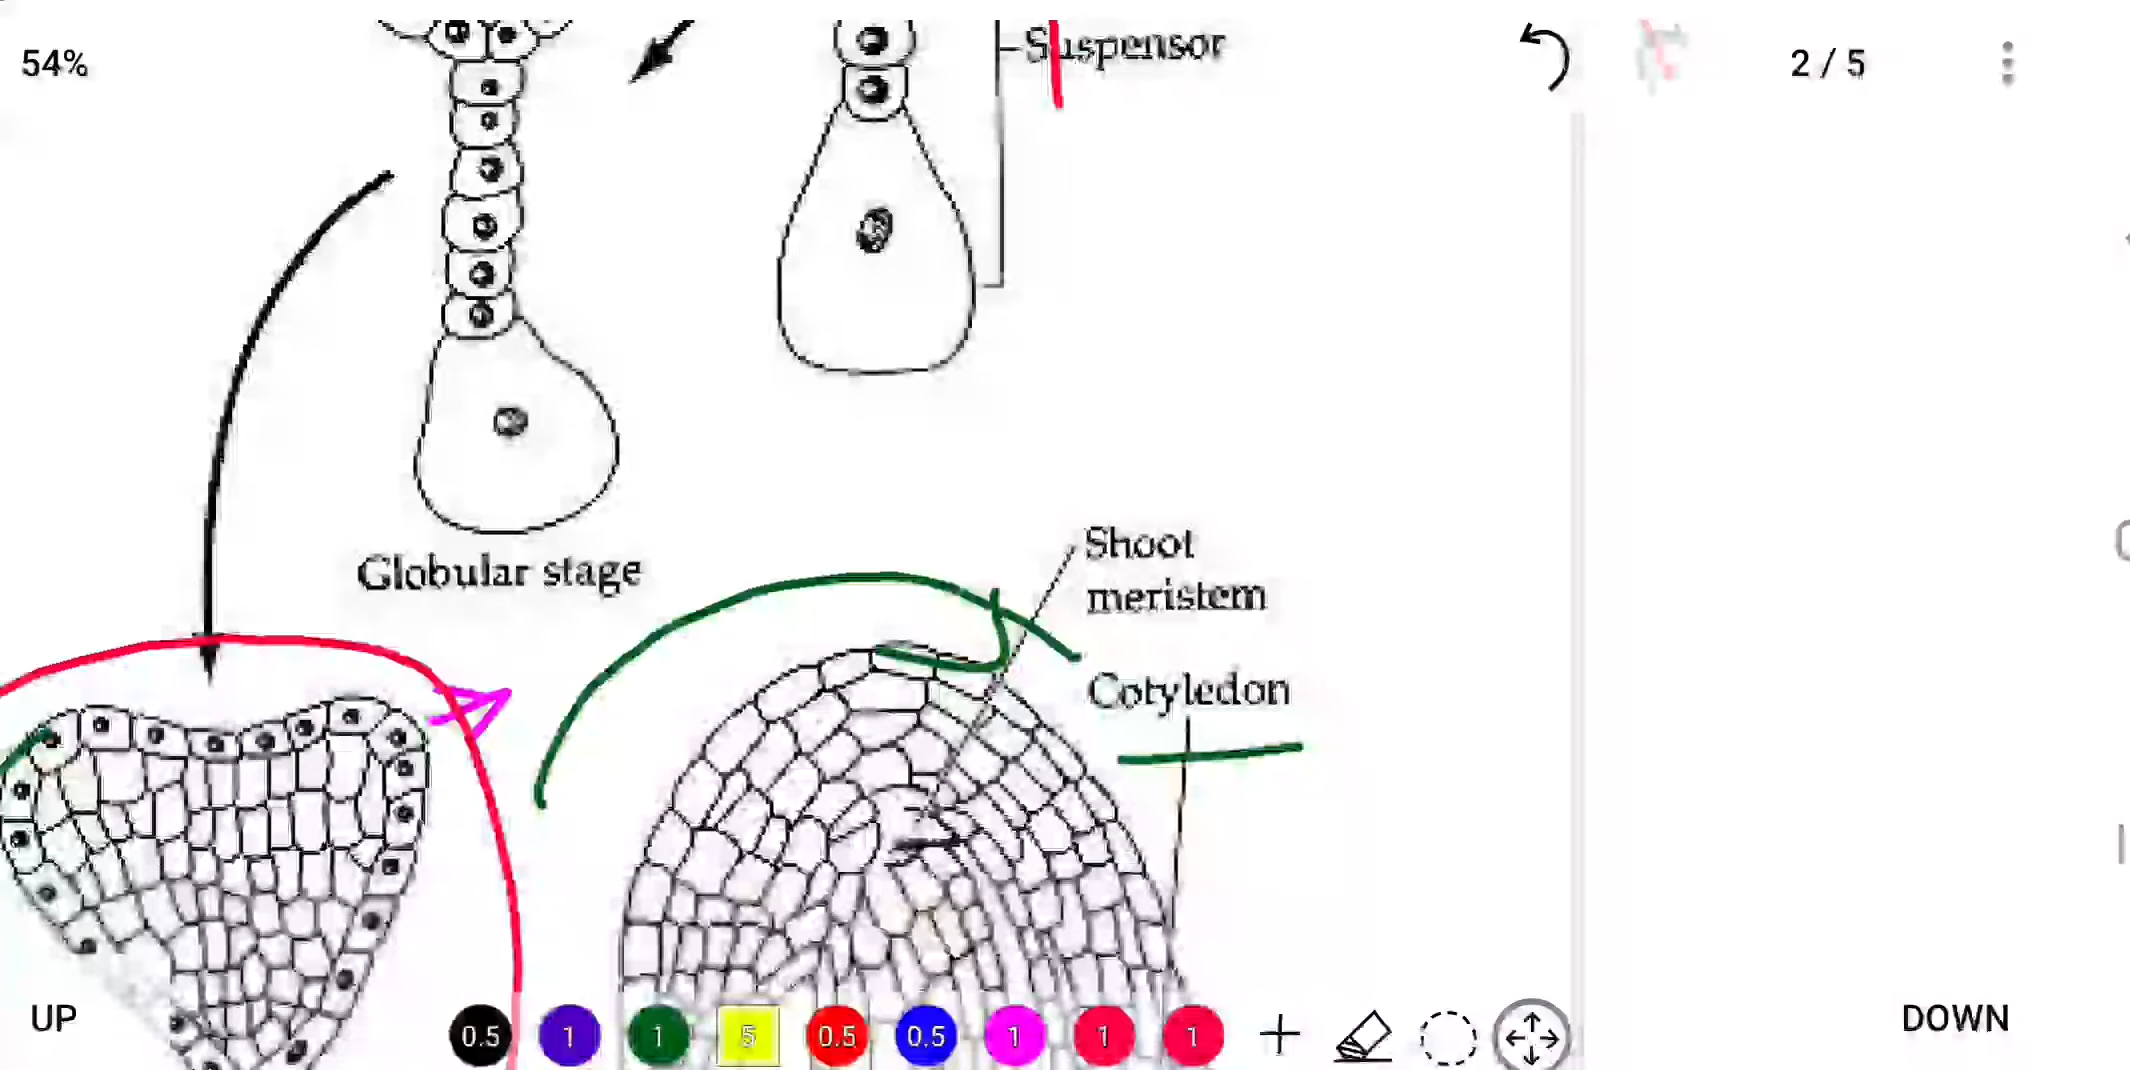 54%
Suspensor
2 / 5
Globular stage
Shoot
meristem
Cotyledon
UP
0.5
1
1
5
0.5
0.5
1
1
1
DOWN